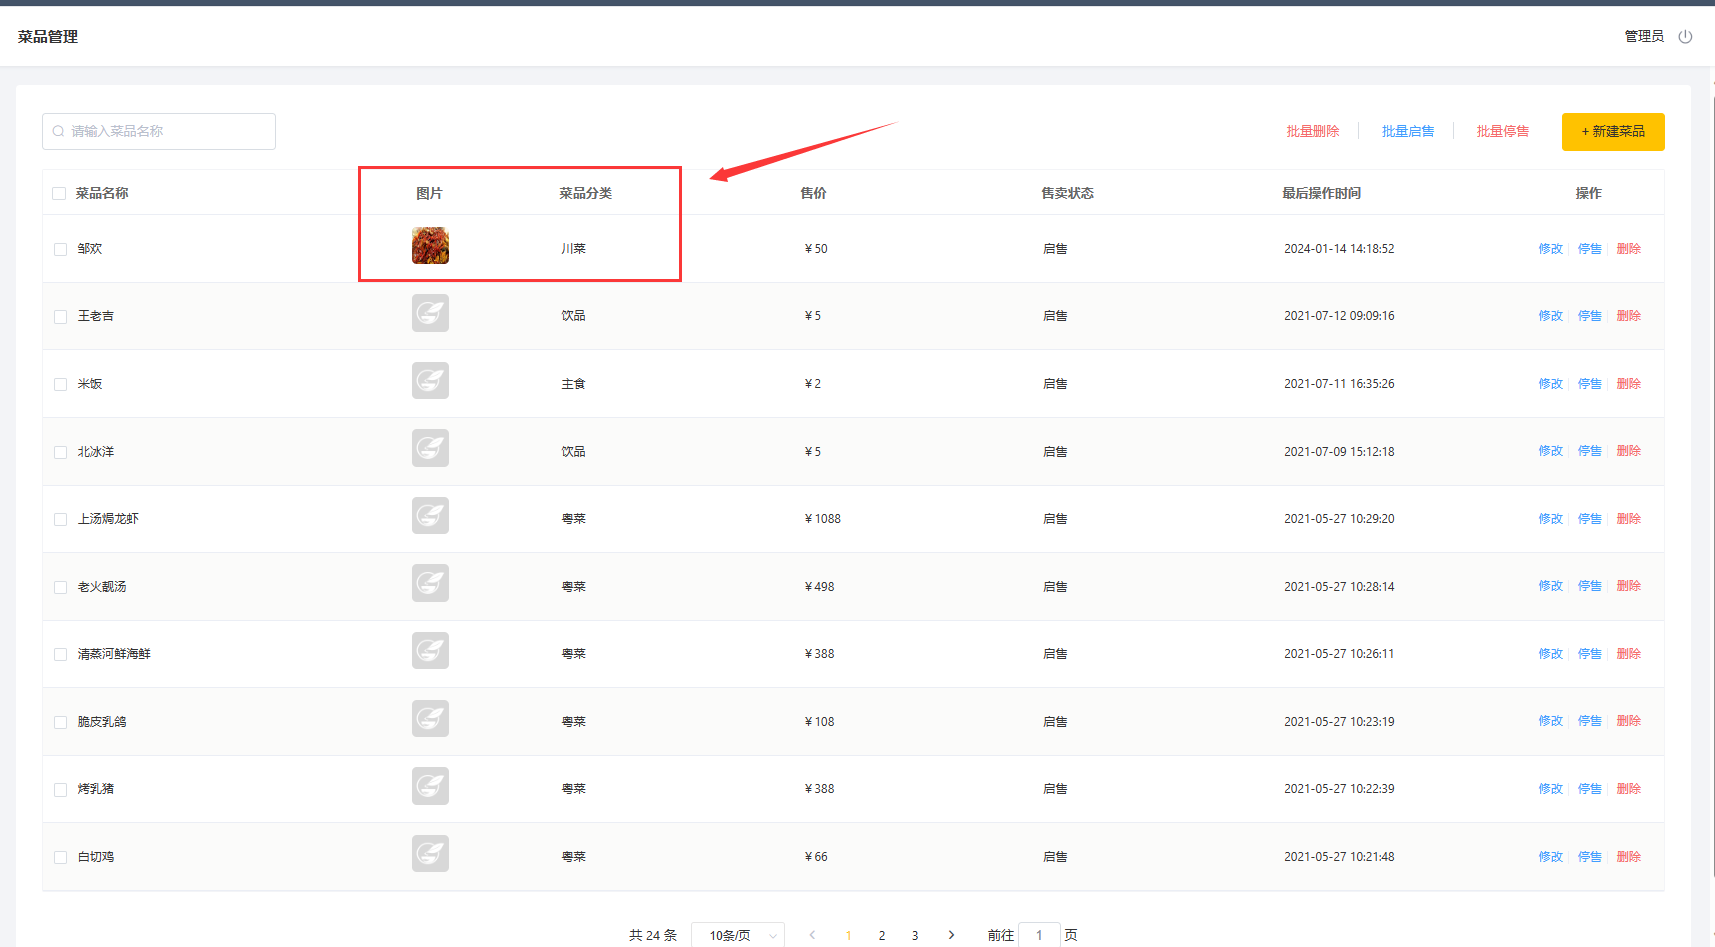 菜品管理 管理员
请输入菜品名称 批量删除 批量启售 批量停售 + 新建菜品
菜品名称 图片 菜品分类 售价 售卖状态 最后操作时间 操作
邹欢 川菜 ￥50 启售 2024-01-14 14:18:52 修改 停售 删除
王老吉 饮品 ￥5 启售 2021-07-12 09:09:16 修改 停售 删除
米饭 主食 ￥2 启售 2021-07-11 16:35:26 修改 停售 删除
北冰洋 饮品 ￥5 启售 2021-07-09 15:12:18 修改 停售 删除
上汤焗龙虾 粤菜 ￥1088 启售 2021-05-27 10:29:20 修改 停售 删除
老火靓汤 粤菜 ￥498 启售 2021-05-27 10:28:14 修改 停售 删除
清蒸河鲜海鲜 粤菜 ￥388 启售 2021-05-27 10:26:11 修改 停售 删除
脆皮乳鸽 粤菜 ￥108 启售 2021-05-27 10:23:19 修改 停售 删除
烤乳猪 粤菜 ￥388 启售 2021-05-27 10:22:39 修改 停售 删除
白切鸡 粤菜 ￥66 启售 2021-05-27 10:21:48 修改 停售 删除
共 24 条 10条/页 1 2 3 前往 1 页